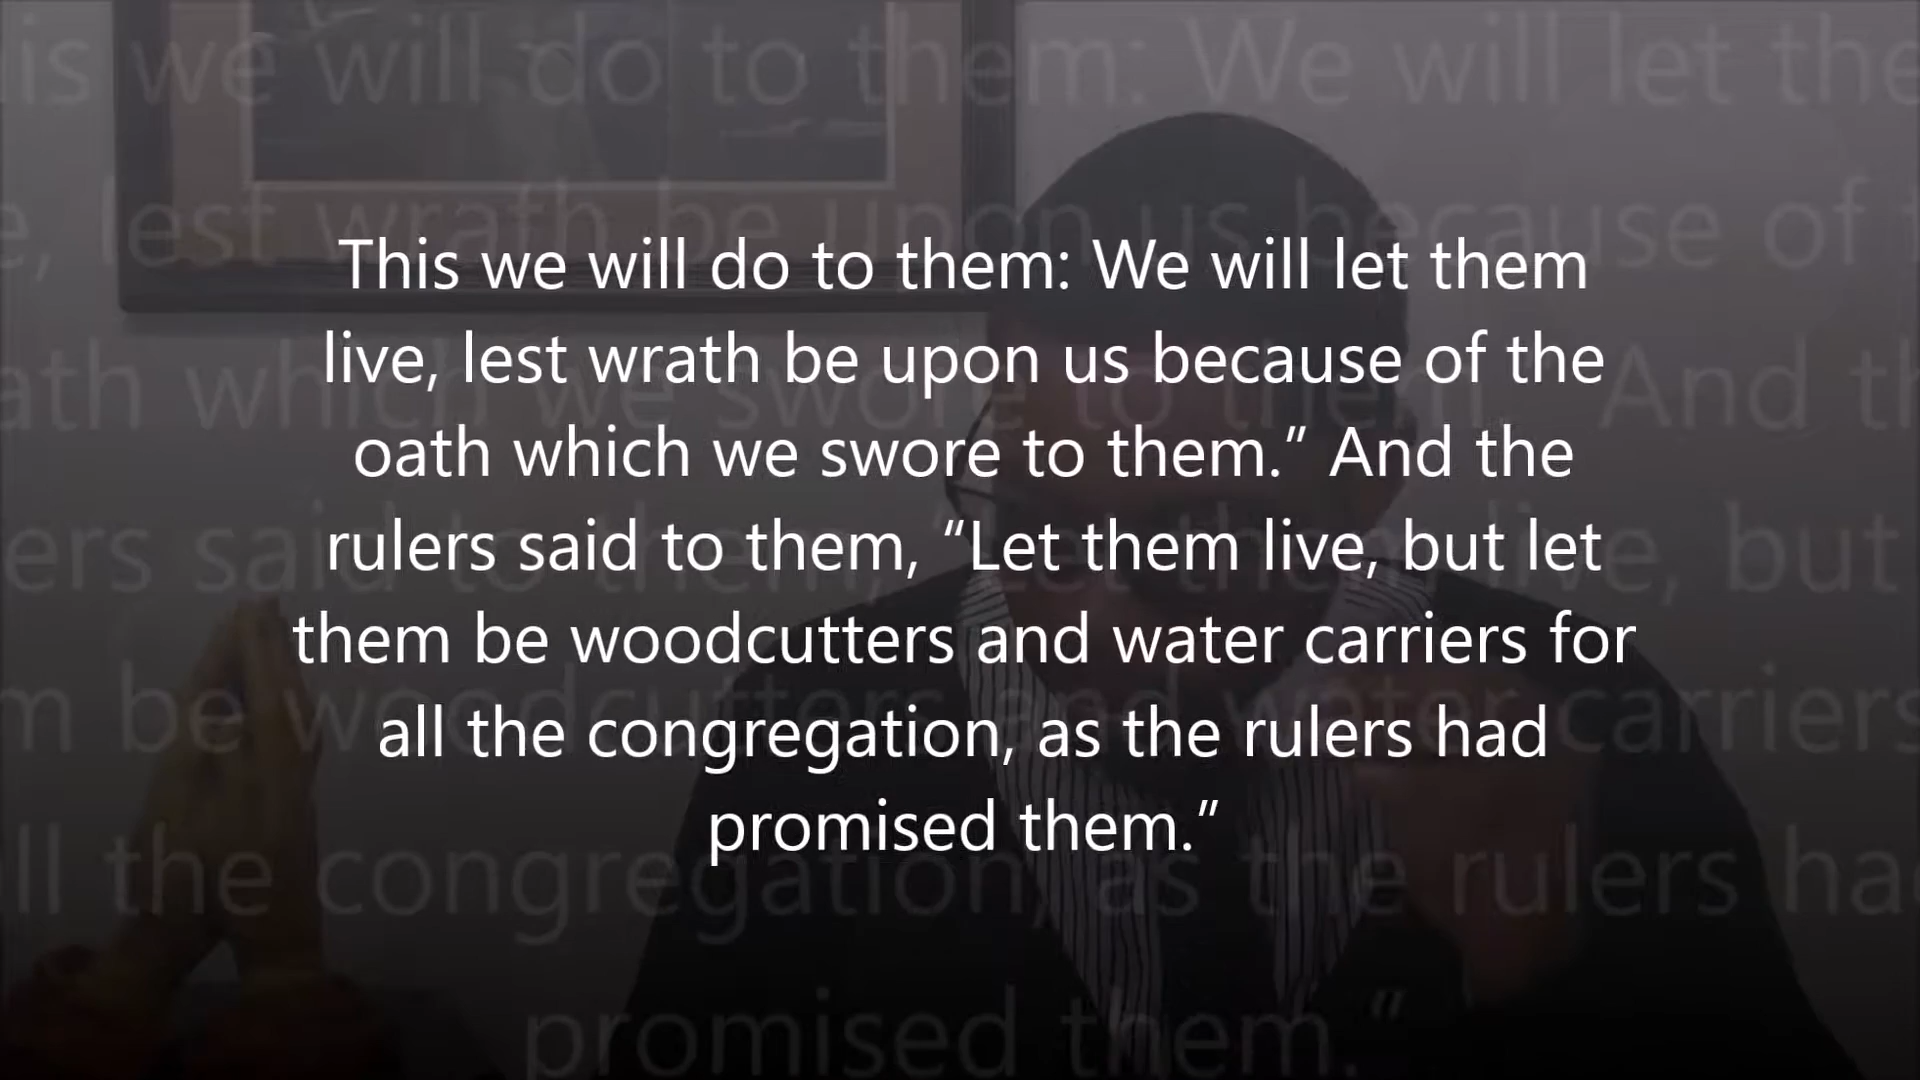 This we will do to them: We will let them
live, lest wrath be upon us because of the
oath which we swore to them.” And the
rulers said to them, “Let them live, but let
them be woodcutters and water carriers for
all the congregation, as the rulers had
promised them.”